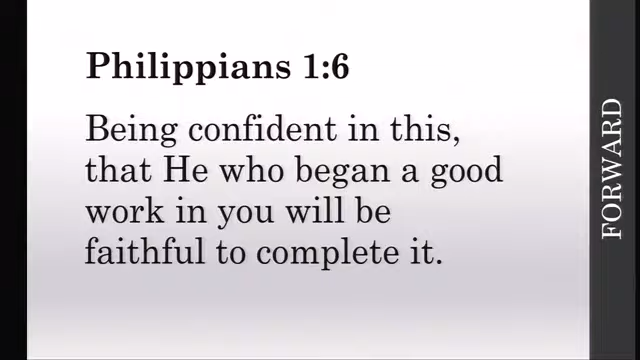 Philippians 1:6
Being confident in this,
that He who began a good
work in you will be
faithful to complete it.
FORWARD